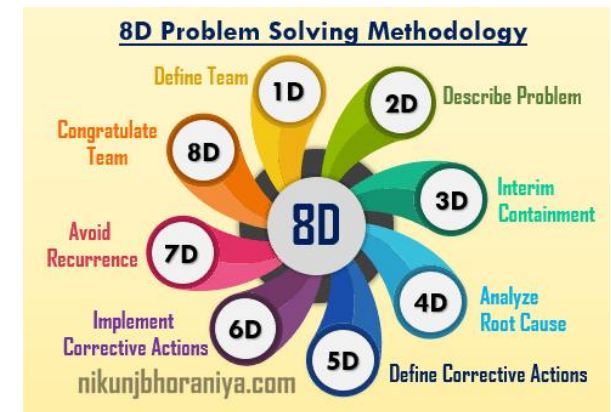 8D Problem Solving Methodology
1D
Define Team
2D
Describe Problem
3D
Interim
Containment
4D
Analyze
Root Cause
5D
Define Corrective Actions
6D
Implement
Corrective Actions
7D
Avoid
Recurrence
8D
Congratulate
Team
8D
nikunjbhoraniya.com